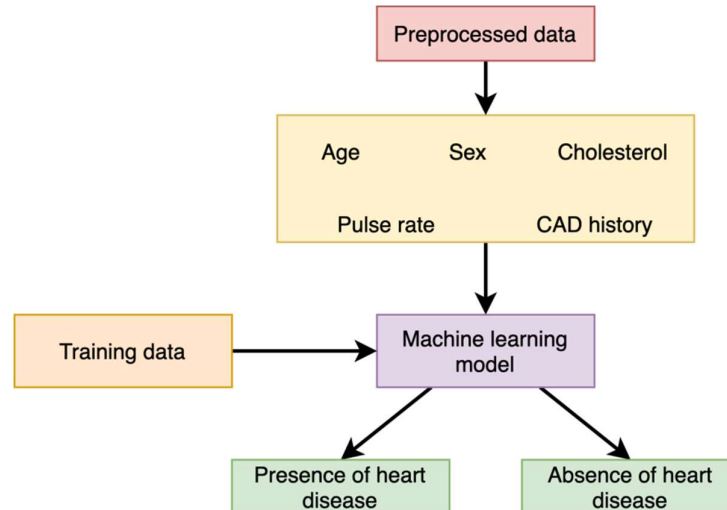 Preprocessed data
Age Sex Cholesterol
Pulse rate CAD history
Training data
Machine learning
model
Presence of heart
disease
Absence of heart
disease